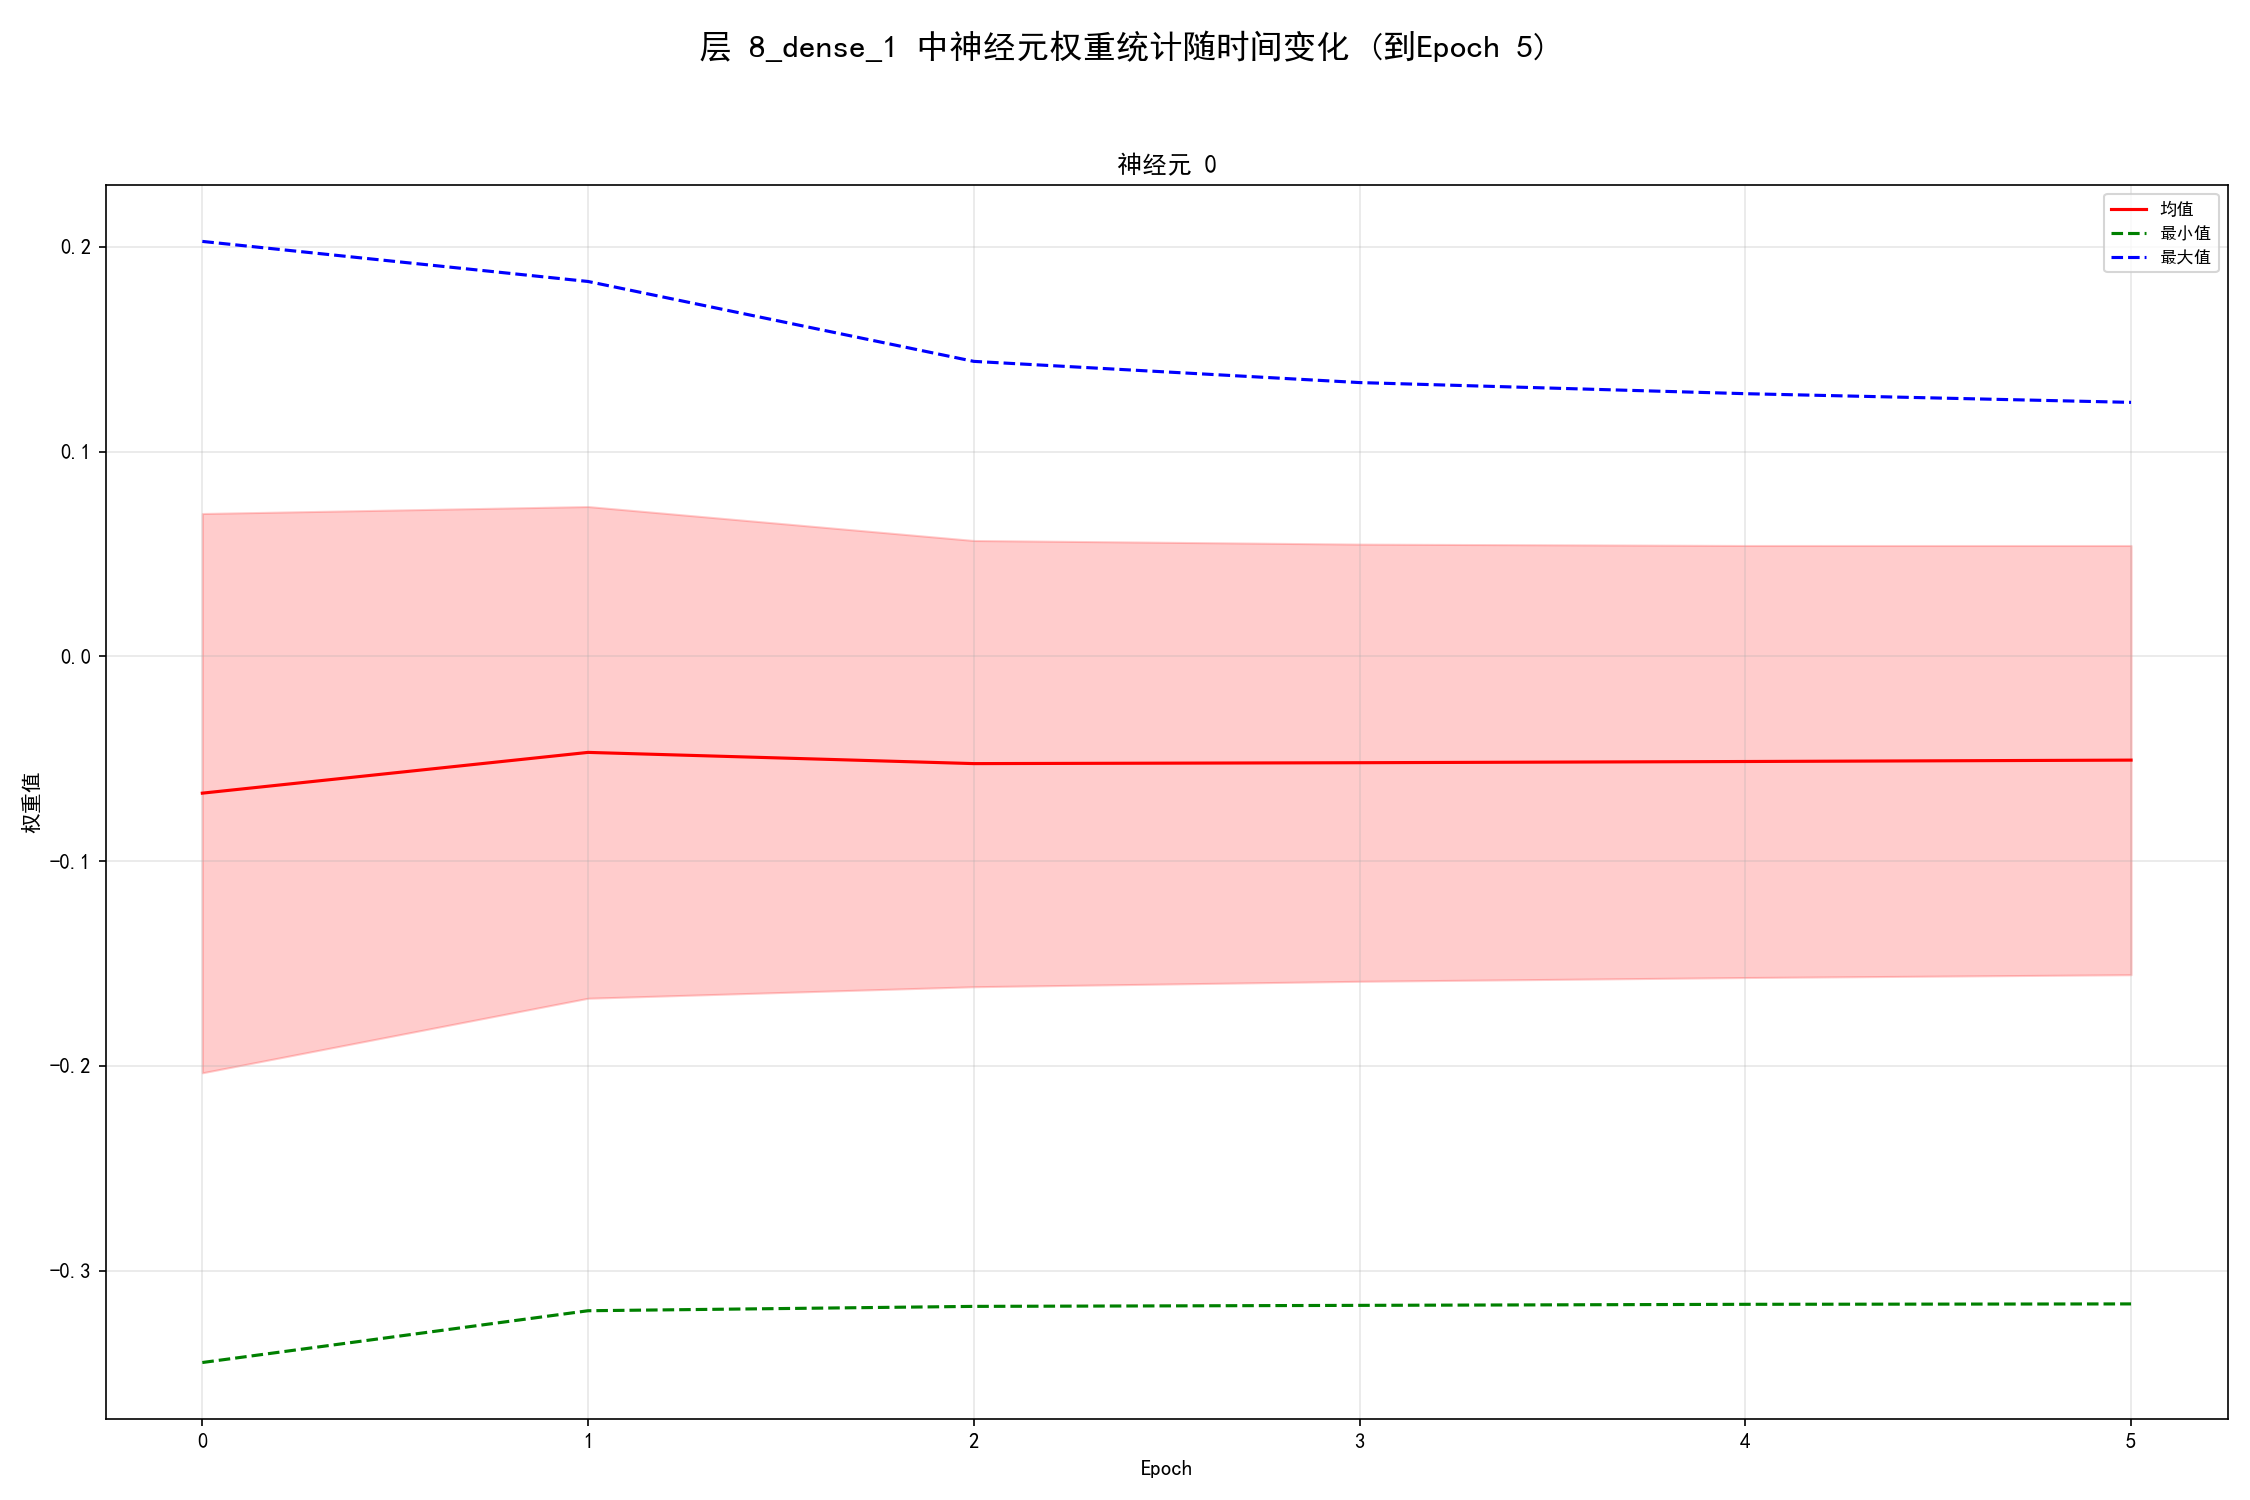 层 8_dense_1 中神经元权重统计随时间变化 (到Epoch 5)
神经元 0
均值
最小值
最大值
0.2
0.1
0.0
-0.1
-0.2
-0.3
权重值
0 1 2 3 4 5
Epoch